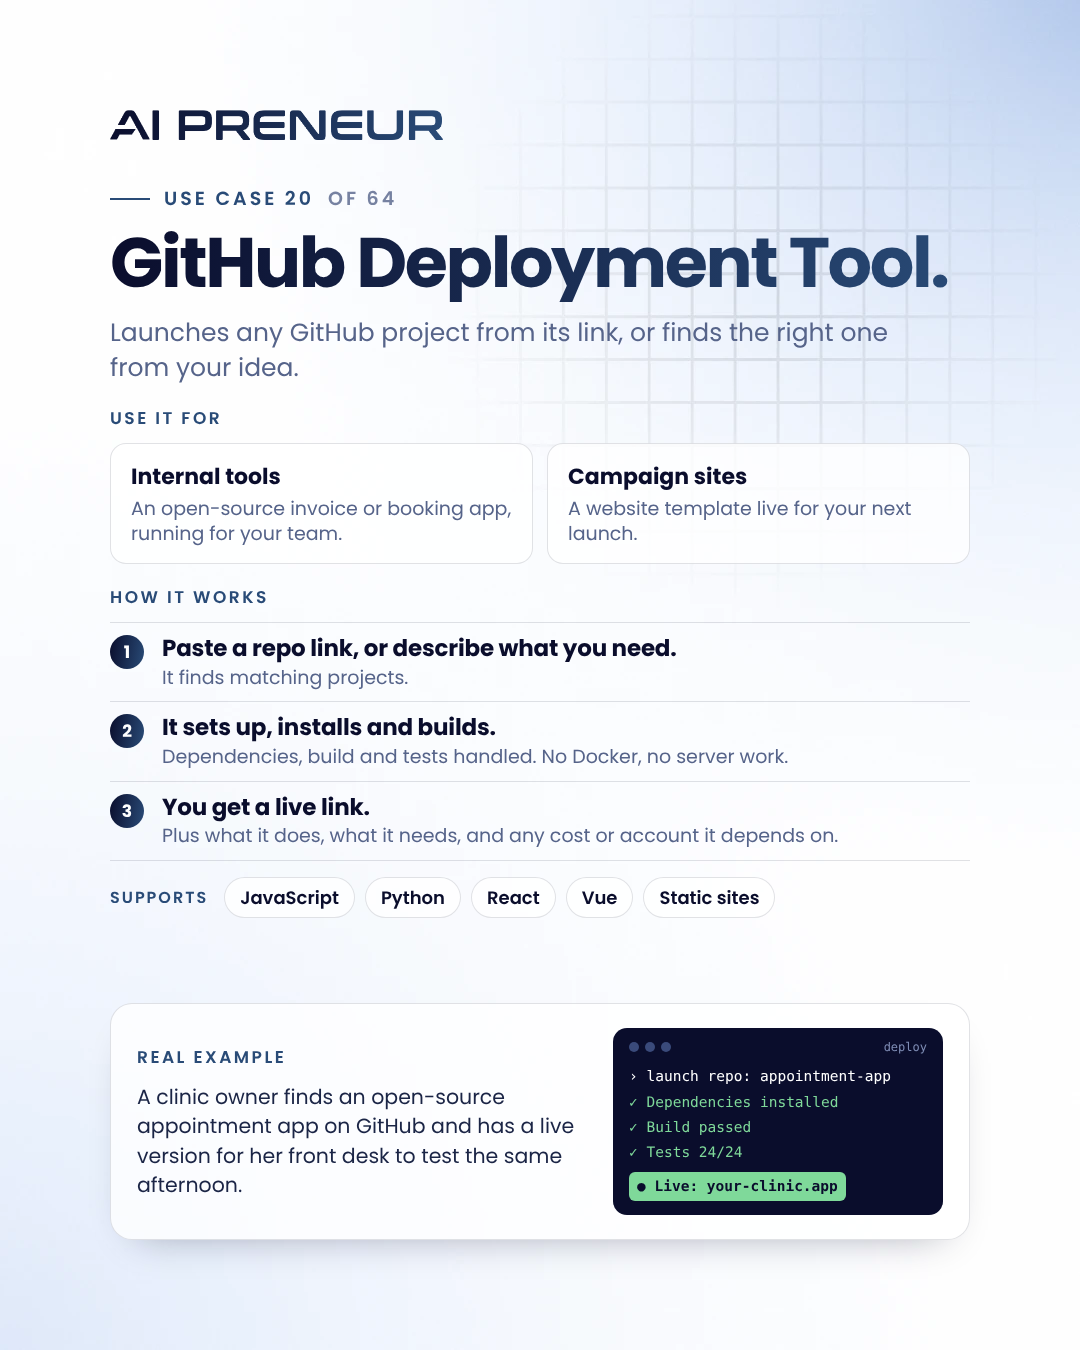 AI PRENEUR
USE CASE 20 OF 64
GitHub Deployment Tool.
Launches any GitHub project from its link, or finds the right one
from your idea.
USE IT FOR
Internal tools
An open-source invoice or booking app,
running for your team.
Campaign sites
A website template live for your next
launch.
HOW IT WORKS
1
Paste a repo link, or describe what you need.
It finds matching projects.
2
It sets up, installs and builds.
Dependencies, build and tests handled. No Docker, no server work.
3
You get a live link.
Plus what it does, what it needs, and any cost or account it depends on.
SUPPORTS JavaScript Python React Vue Static sites
REAL EXAMPLE
A clinic owner finds an open-source
appointment app on GitHub and has a live
version for her front desk to test the same
afternoon.
deploy
› launch repo: appointment-app
✓ Dependencies installed
✓ Build passed
✓ Tests 24/24
● Live: your-clinic.app